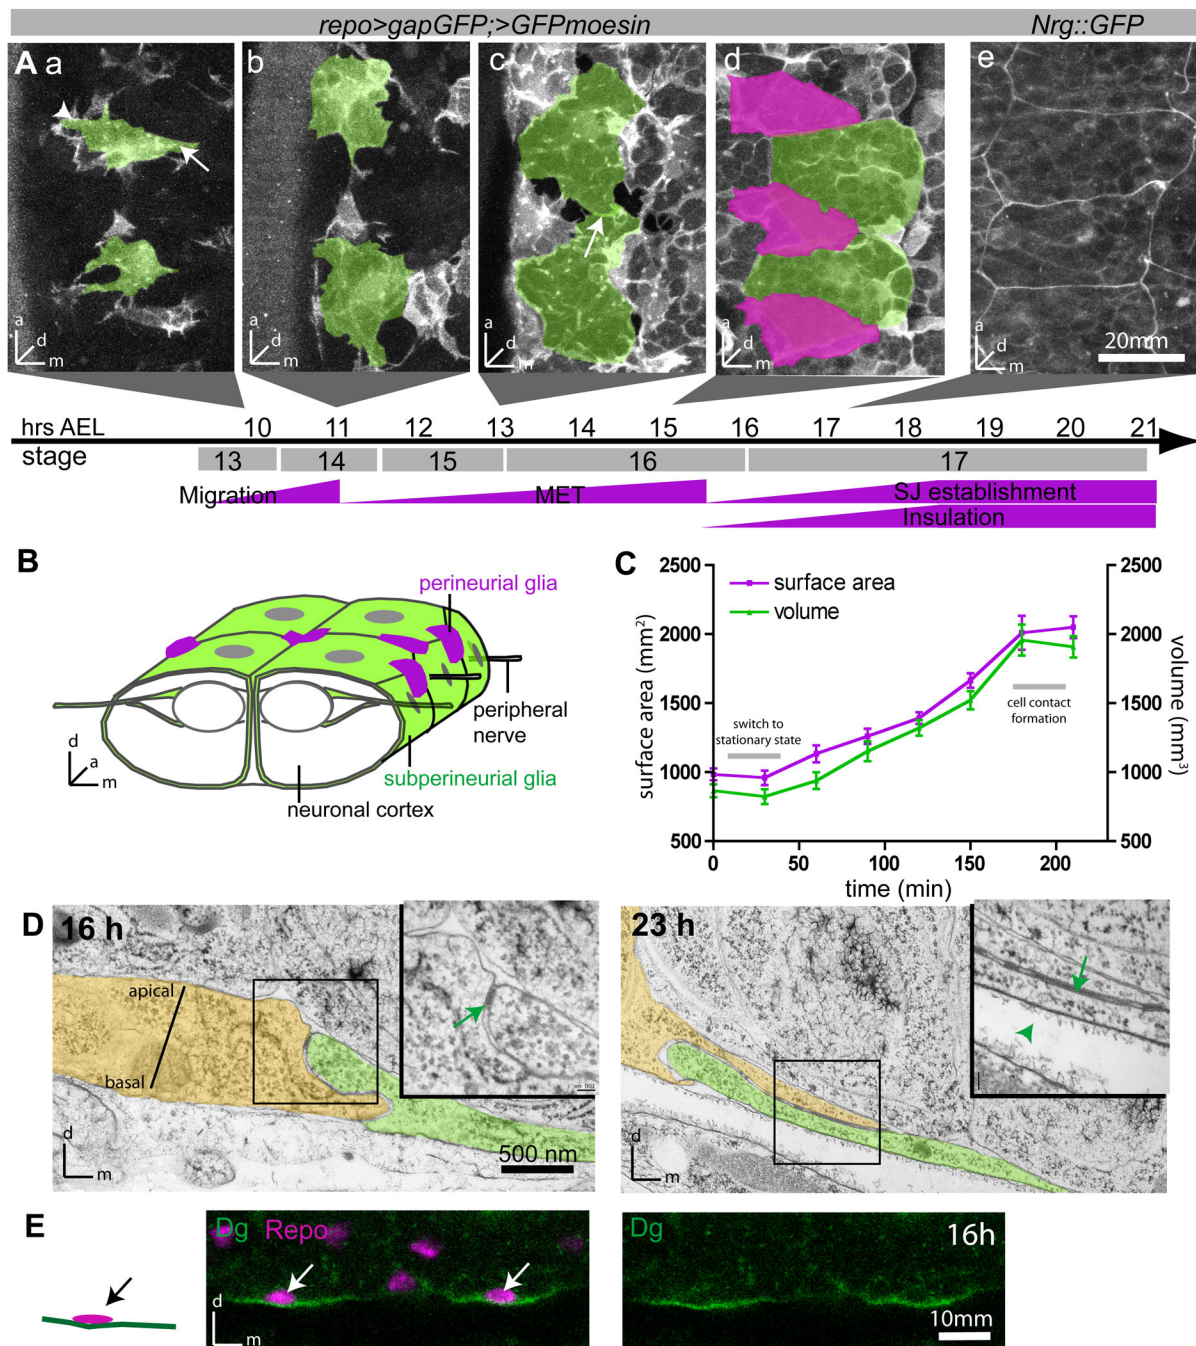 repo>gapGFP;>GFPmoesin Nrg::GFP
A a b c d e
a d m
a d m
a d m
a d m
a d m
20mm
hrs AEL 10 11 12 13 14 15 16 17 18 19 20 21
stage 13 14 15 16 17
Migration MET SJ establishment
Insulation
B
perineurial glia
peripheral
nerve
subperineurial glia
neuronal cortex
d a m
C
surface area
volume
2500 2500
2000 2000
1500 1500
1000 1000
500 500
surface area (mm²)
volume (mm³)
switch to
stationary state
cell contact
formation
0 50 100 150 200
time (min)
D 16 h 23 h
apical
basal
d m
500 nm
d m
E
Dg Repo
d m
Dg 16h
10mm